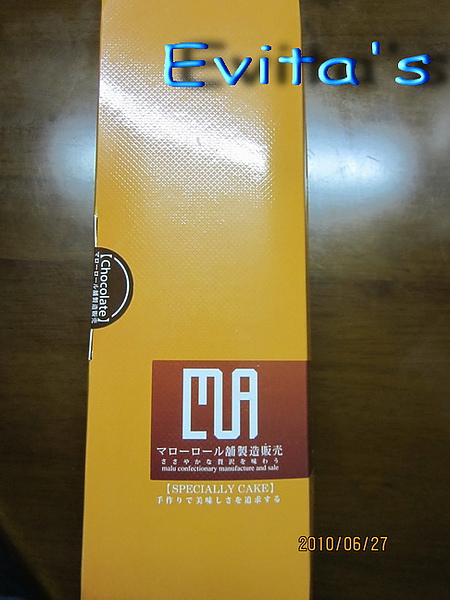 Evita's
【Chocolate】
マローロール舗製造販売
MA
マローロール舗製造販売
ささやかな贅沢を味わう
malu confectionary manufacture and sale
【SPECIALLY CAKE】
手作りで美味しさを追求する
2010/06/27